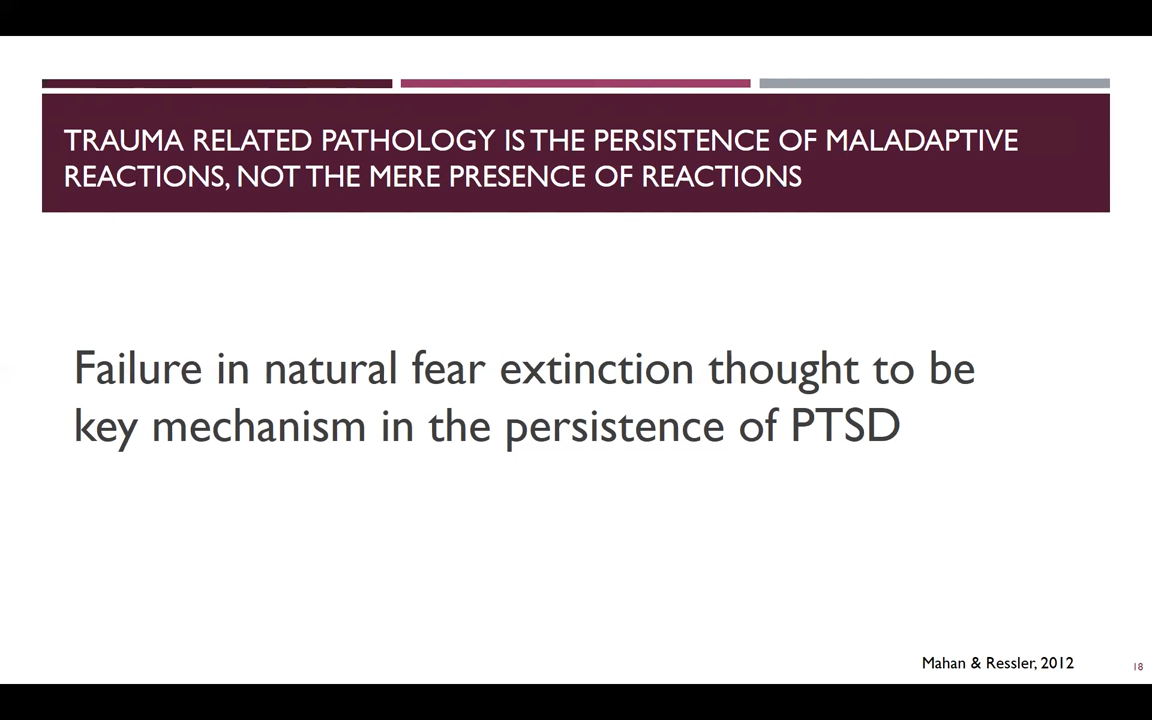 TRAUMA RELATED PATHOLOGY IS THE PERSISTENCE OF MALADAPTIVE
REACTIONS, NOT THE MERE PRESENCE OF REACTIONS
Failure in natural fear extinction thought to be
key mechanism in the persistence of PTSD
Mahan & Ressler, 2012
18